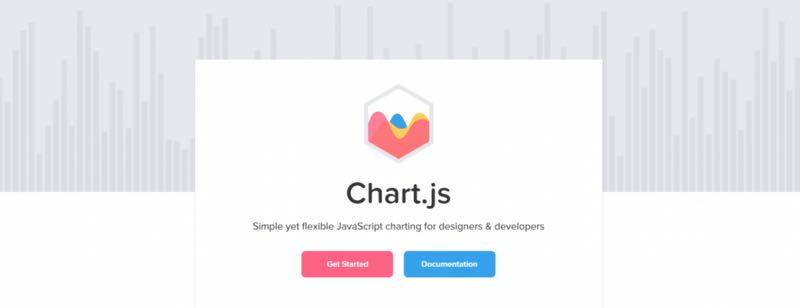 Chart.js
Simple yet flexible JavaScript charting for designers & developers
Get Started
Documentation